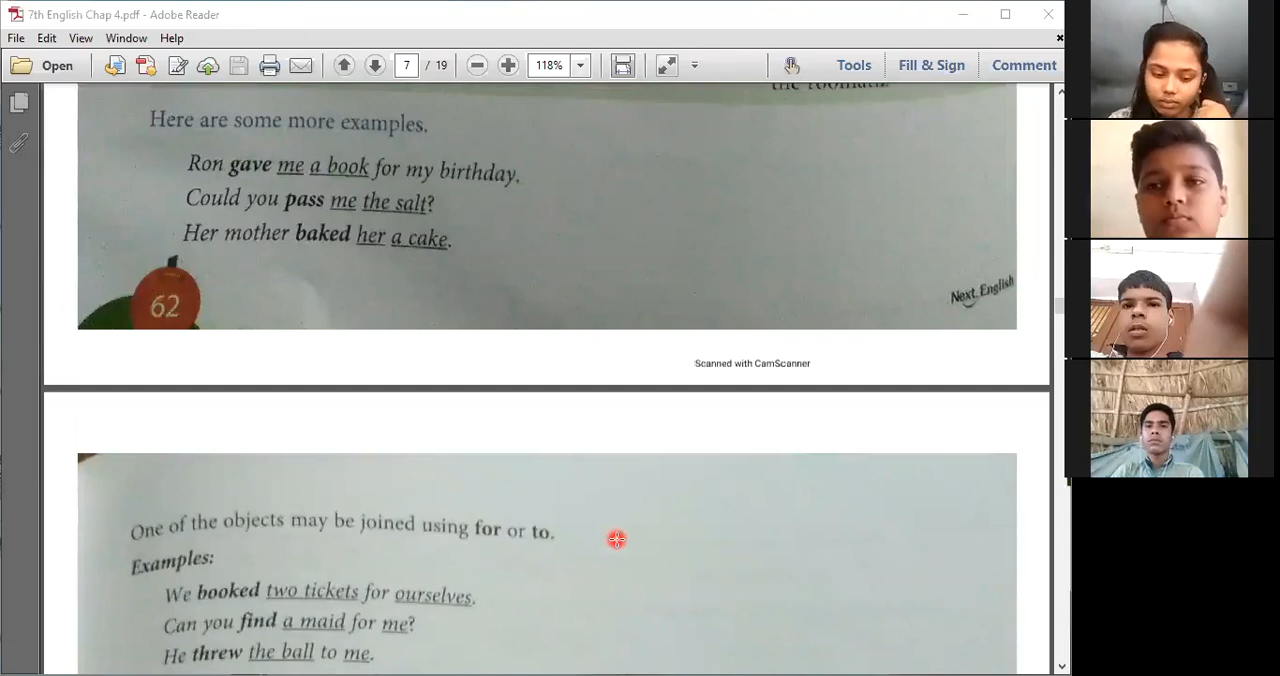 7th English Chap 4.pdf - Adobe Reader
File Edit View Window Help
Open 7 / 19 118% Tools Fill & Sign Comment
Here are some more examples.
Ron gave me a book for my birthday.
Could you pass me the salt?
Her mother baked her a cake.
62
Next English
Scanned with CamScanner
One of the objects may be joined using for or to.
Examples:
We booked two tickets for ourselves.
Can you find a maid for me?
He threw the ball to me.